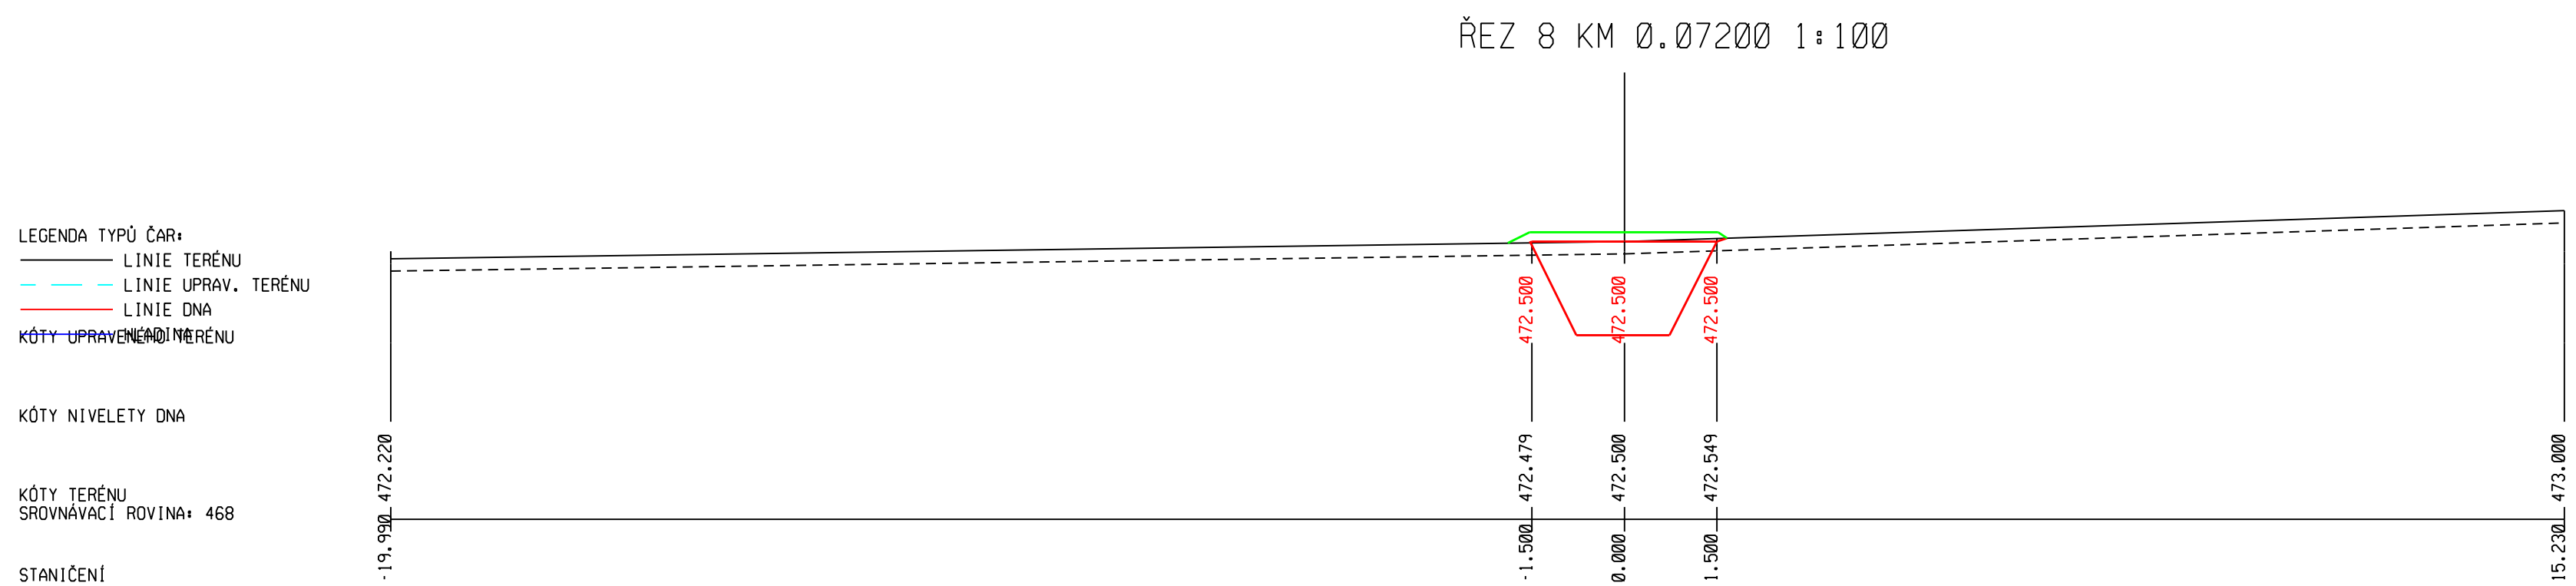 ŘEZ 8 KM 0.07200 1:100
LEGENDA TYPŮ ČAR:
LINIE TERÉNU
LINIE UPRAV. TERÉNU
LINIE DNA
HLADINA
KÓTY UPRAVENÉHO TERÉNU
472.500
472.500
472.500
KÓTY NIVELETY DNA
472.220
472.479
472.500
472.549
473.000
KÓTY TERÉNU
SROVNÁVACÍ ROVINA: 468
-19.990
-1.500
0.000
1.500
15.230
STANIČENÍ